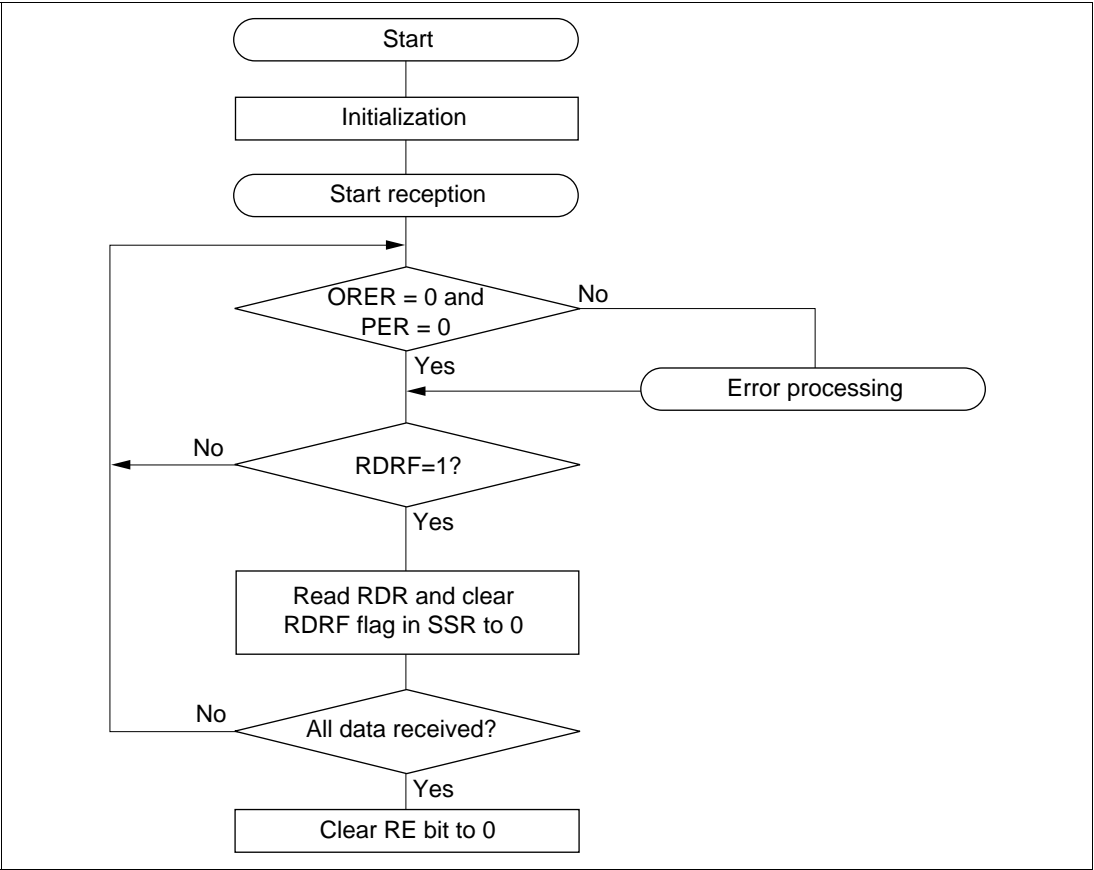 Start
Initialization
Start reception
ORER = 0 and
PER = 0
No
Yes
Error processing
No
RDRF=1?
Yes
Read RDR and clear
RDRF flag in SSR to 0
No
All data received?
Yes
Clear RE bit to 0